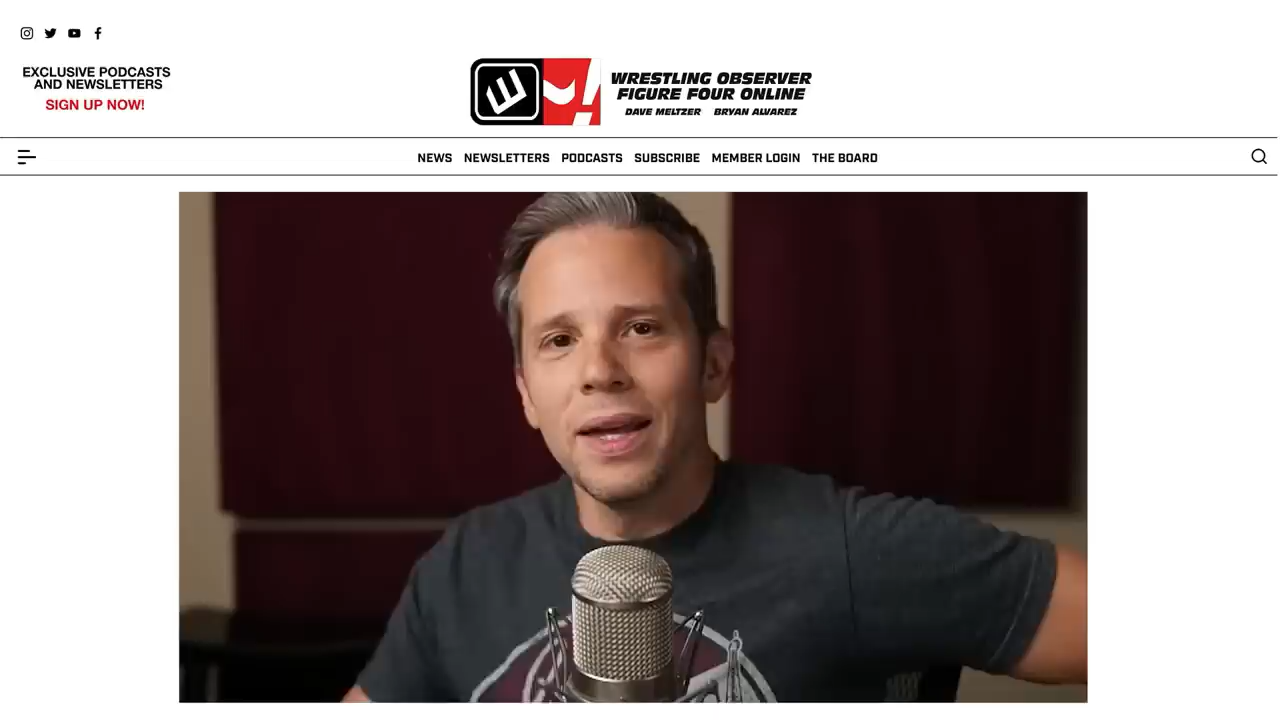 EXCLUSIVE PODCASTS
AND NEWSLETTERS
SIGN UP NOW!
WRESTLING OBSERVER
FIGURE FOUR ONLINE
DAVE MELTZER BRYAN ALVAREZ
NEWS NEWSLETTERS PODCASTS SUBSCRIBE MEMBER LOGIN THE BOARD